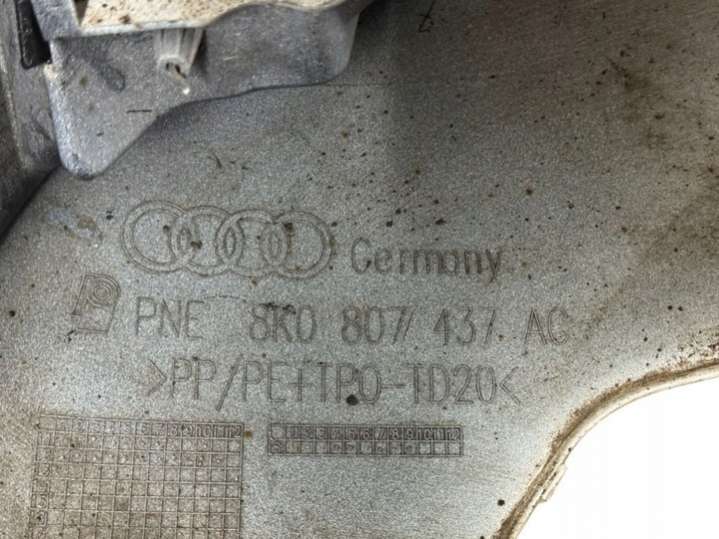 Germany
PNE 8K0 807 437 AC
>PP/PE+TPO-TD20<